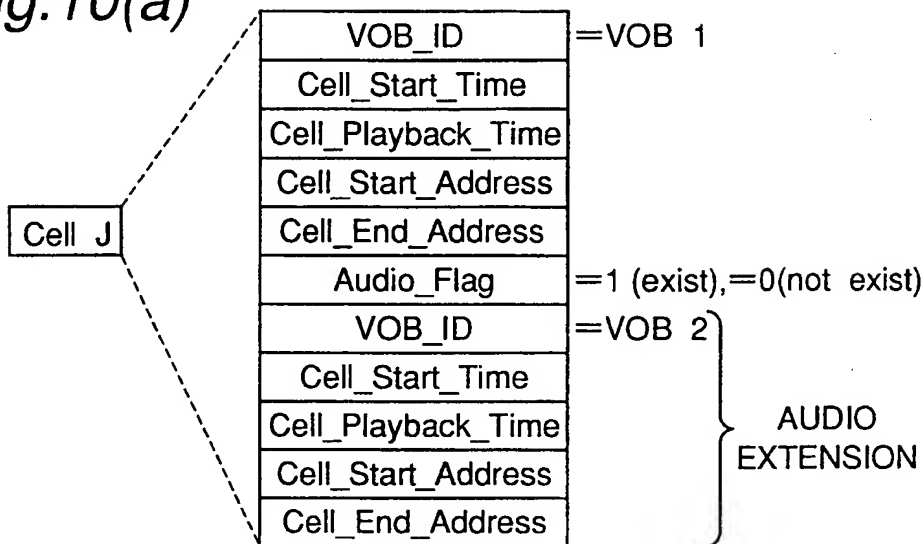 ig.10(a)
VOB_ID =VOB 1
Cell_Start_Time
Cell_Playback_Time
Cell_Start_Address
Cell J
Cell_End_Address
Audio_Flag =1 (exist),=0(not exist)
VOB_ID =VOB 2
Cell_Start_Time
Cell_Playback_Time
AUDIO
EXTENSION
Cell_Start_Address
Cell_End_Address